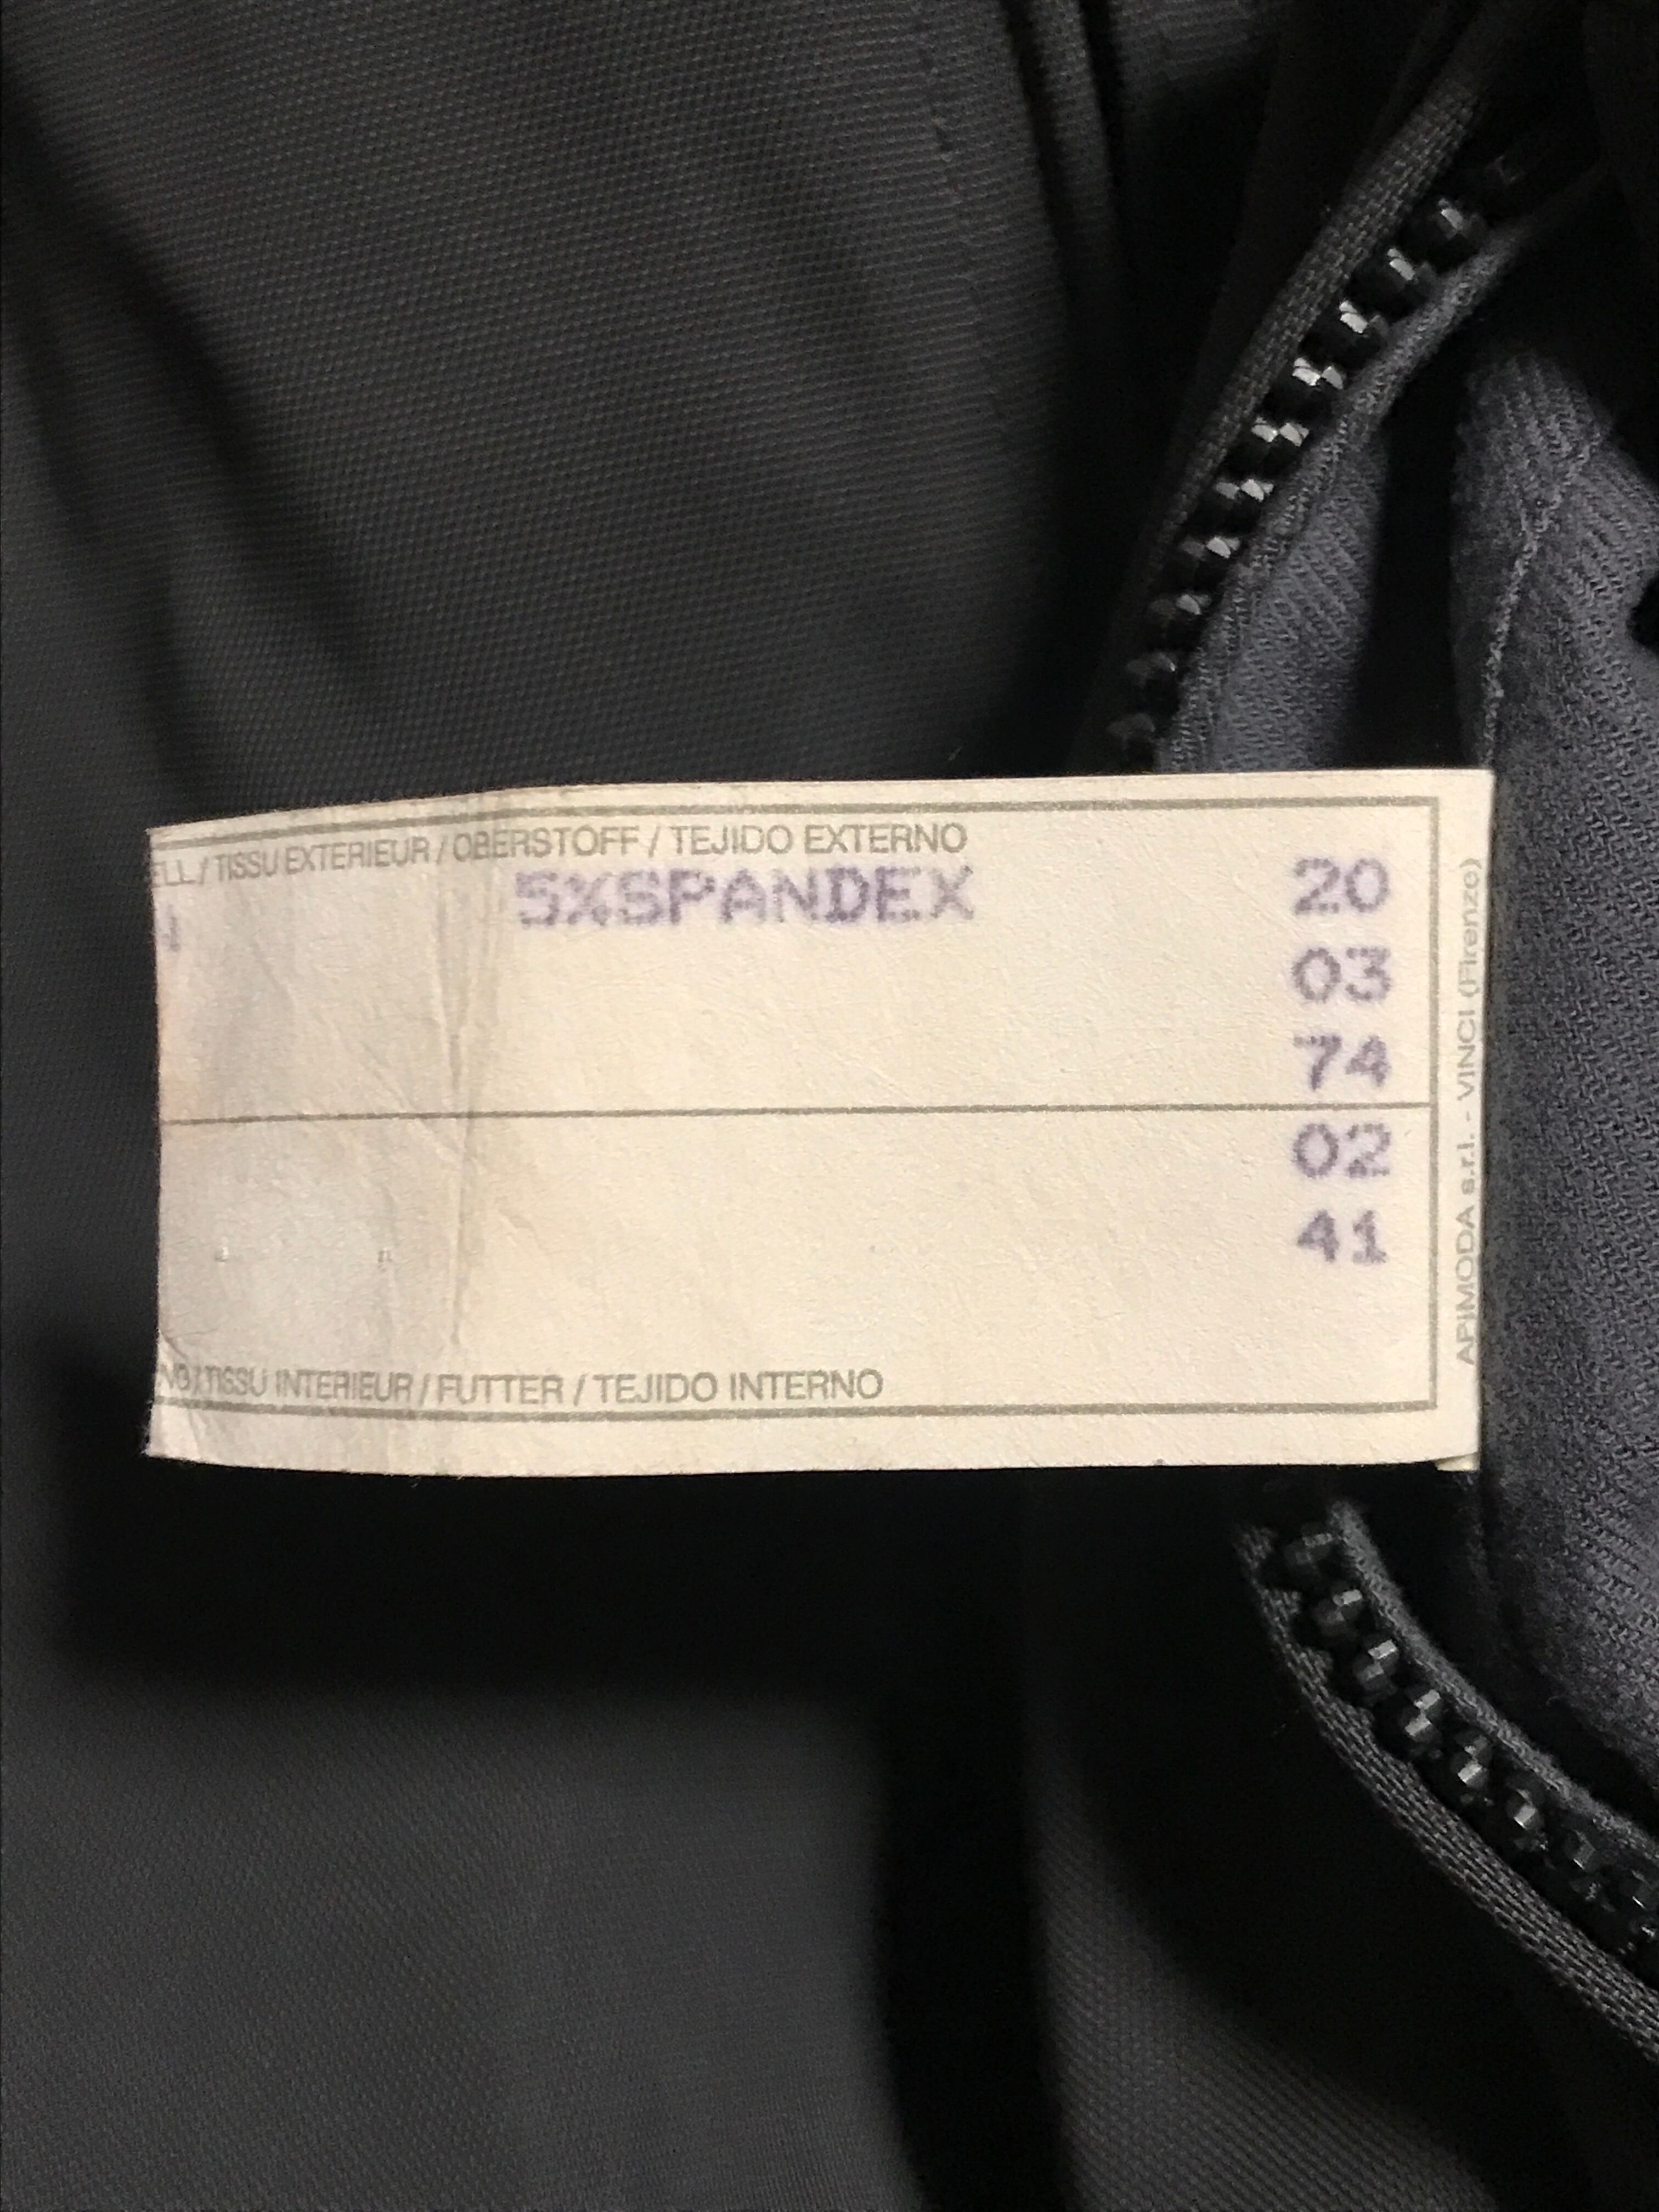 ELL / TISSU EXTERIEUR / OBERSTOFF / TEJIDO EXTERNO
5%SPANDEX 20
03
74
02
41
TISSU INTERIEUR / FUTTER / TEJIDO INTERNO
APIMODA s.r.l. - VINCI (Firenze)